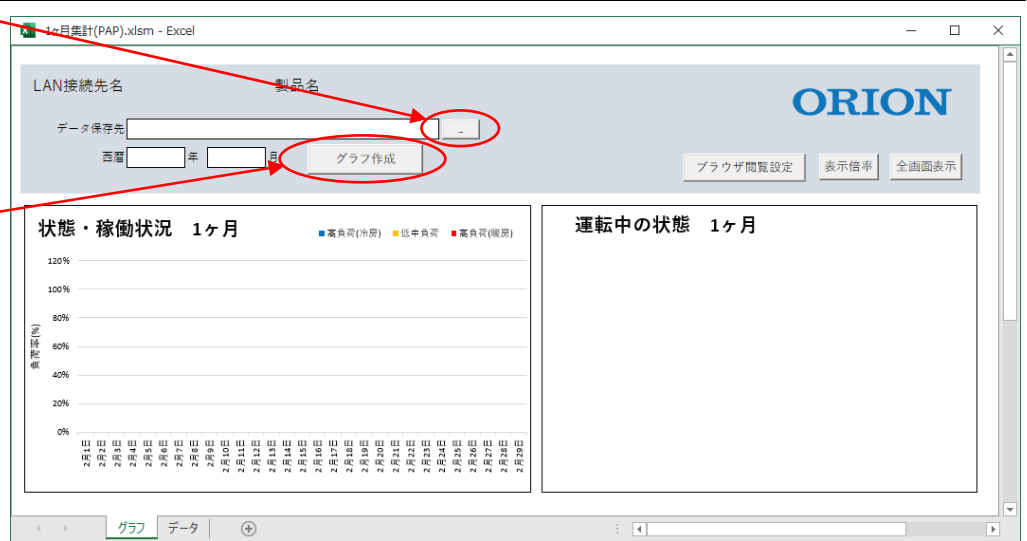 1ヶ月集計(PAP).xlsm - Excel
LAN接続先名 製品名
ORION
データ保存先 ..
西暦 年 月 グラフ作成
ブラウザ閲覧設定 表示倍率 全画面表示
状態・稼働状況 1ヶ月
高負荷(冷房) 低中負荷 高負荷(暖房)
運転中の状態 1ヶ月
負荷率(%)
120%
100%
80%
60%
40%
20%
0%
2月1日 2月2日 2月3日 2月4日 2月5日 2月6日 2月7日 2月8日 2月9日 2月10日 2月11日 2月12日 2月13日 2月14日 2月15日 2月16日 2月17日 2月18日 2月19日 2月20日 2月21日 2月22日 2月23日 2月24日 2月25日 2月26日 2月27日 2月28日 2月29日
グラフ データ